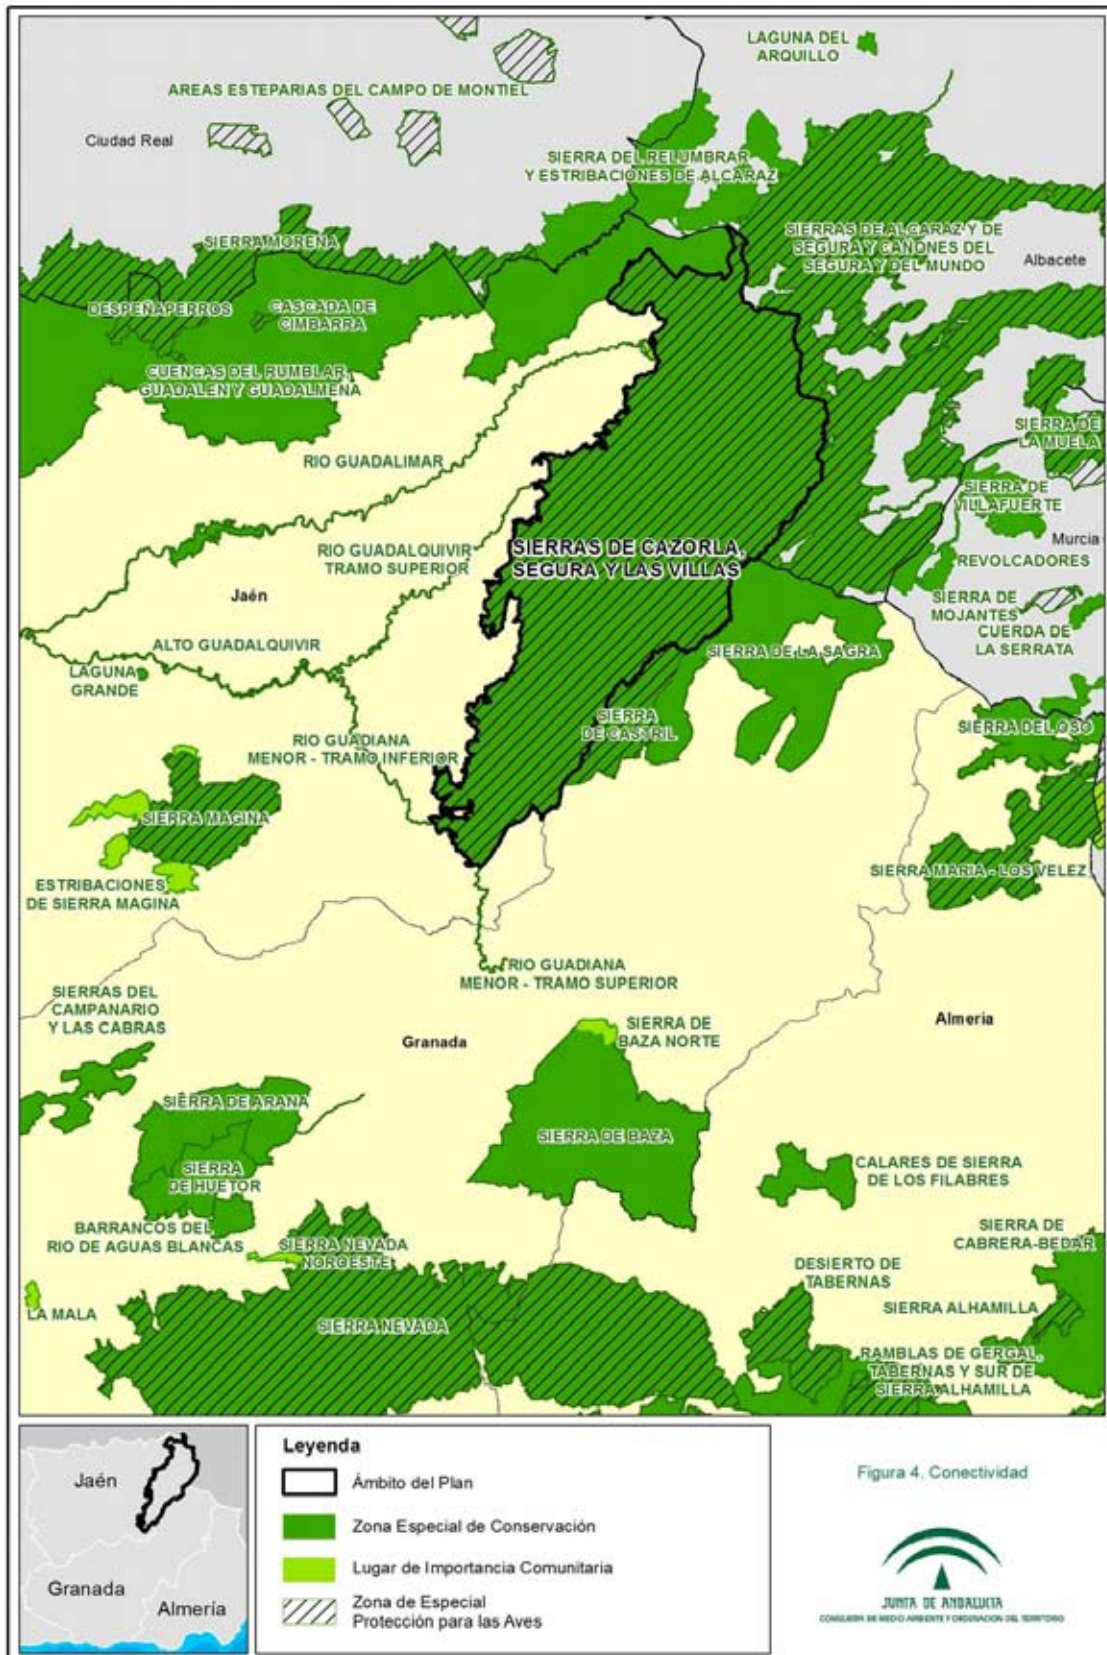 LAGUNA DEL
ARQUILLO
AREAS ESTEPARIAS DEL CAMPO DE MONTIEL
Ciudad Real
SIERRA DEL RELUMBRAR
Y ESTRIBACIONES DE ALCARAZ
SIERRA MORENA
SIERRAS DE ALCARAZ Y DE
SEGURA Y CAÑONES DEL
SEGURA Y DEL MUNDO
Albacete
DESPEÑAPERROS
CASCADA DE
CIMBARRA
CUENCAS DEL RUMBLAR,
GUADALEN Y GUADALMENA
SIERRA DE
LA MUELA
RIO GUADALIMAR
SIERRA DE
VILLAFUERTE
Murcia
RIO GUADALQUIVIR
TRAMO SUPERIOR
SIERRAS DE CAZORLA,
SEGURA Y LAS VILLAS
REVOLCADORES
Jaén
SIERRA DE
MOJANTES
CUERDA DE
LA SERRATA
ALTO GUADALQUIVIR
SIERRA DE LA SAGRA
LAGUNA
GRANDE
SIERRA
DE CASTRIL
SIERRA DEL OSO
RIO GUADIANA
MENOR - TRAMO INFERIOR
SIERRA MAGINA
SIERRA MARIA - LOS VELEZ
ESTRIBACIONES
DE SIERRA MAGINA
RIO GUADIANA
MENOR - TRAMO SUPERIOR
SIERRAS DEL
CAMPANARIO
Y LAS CABRAS
Granada
SIERRA DE
BAZA NORTE
Almería
SIERRA DE ARANA
SIERRA DE BAZA
SIERRA
DE HUETOR
CALARES DE SIERRA
DE LOS FILABRES
BARRANCOS DEL
RIO DE AGUAS BLANCAS
SIERRA NEVADA
NOROESTE
SIERRA DE
CABRERA-BEDAR
DESIERTO DE
TABERNAS
LA MALA
SIERRA NEVADA
SIERRA ALHAMILLA
RAMBLAS DE GERGAL,
TABERNAS Y SUR DE
SIERRA ALHAMILLA
Jaén
Granada
Almería
Leyenda
Ámbito del Plan
Zona Especial de Conservación
Lugar de Importancia Comunitaria
Zona de Especial
Protección para las Aves
Figura 4. Conectividad
JUNTA DE ANDALUCIA
CONSEJERIA DE MEDIO AMBIENTE Y ORDENACION DEL TERRITORIO